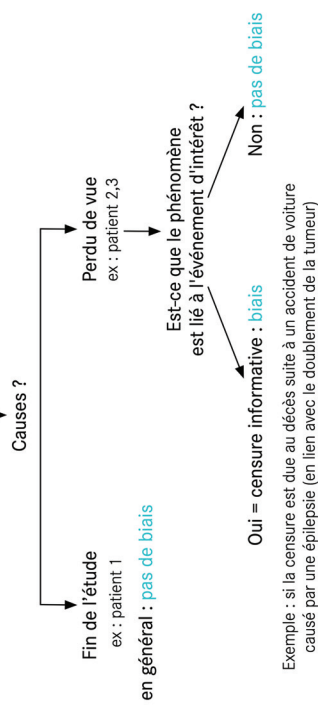 Causes ?
Fin de l'étude
ex : patient 1
en général : pas de biais
Perdu de vue
ex : patient 2,3
Est-ce que le phénomène
est lié à l'événement d'intérêt ?
Oui = censure informative : biais
Non : pas de biais
Exemple : si la censure est due au décès suite à un accident de voiture
causé par une épilepsie (en lien avec le doublement de la tumeur)